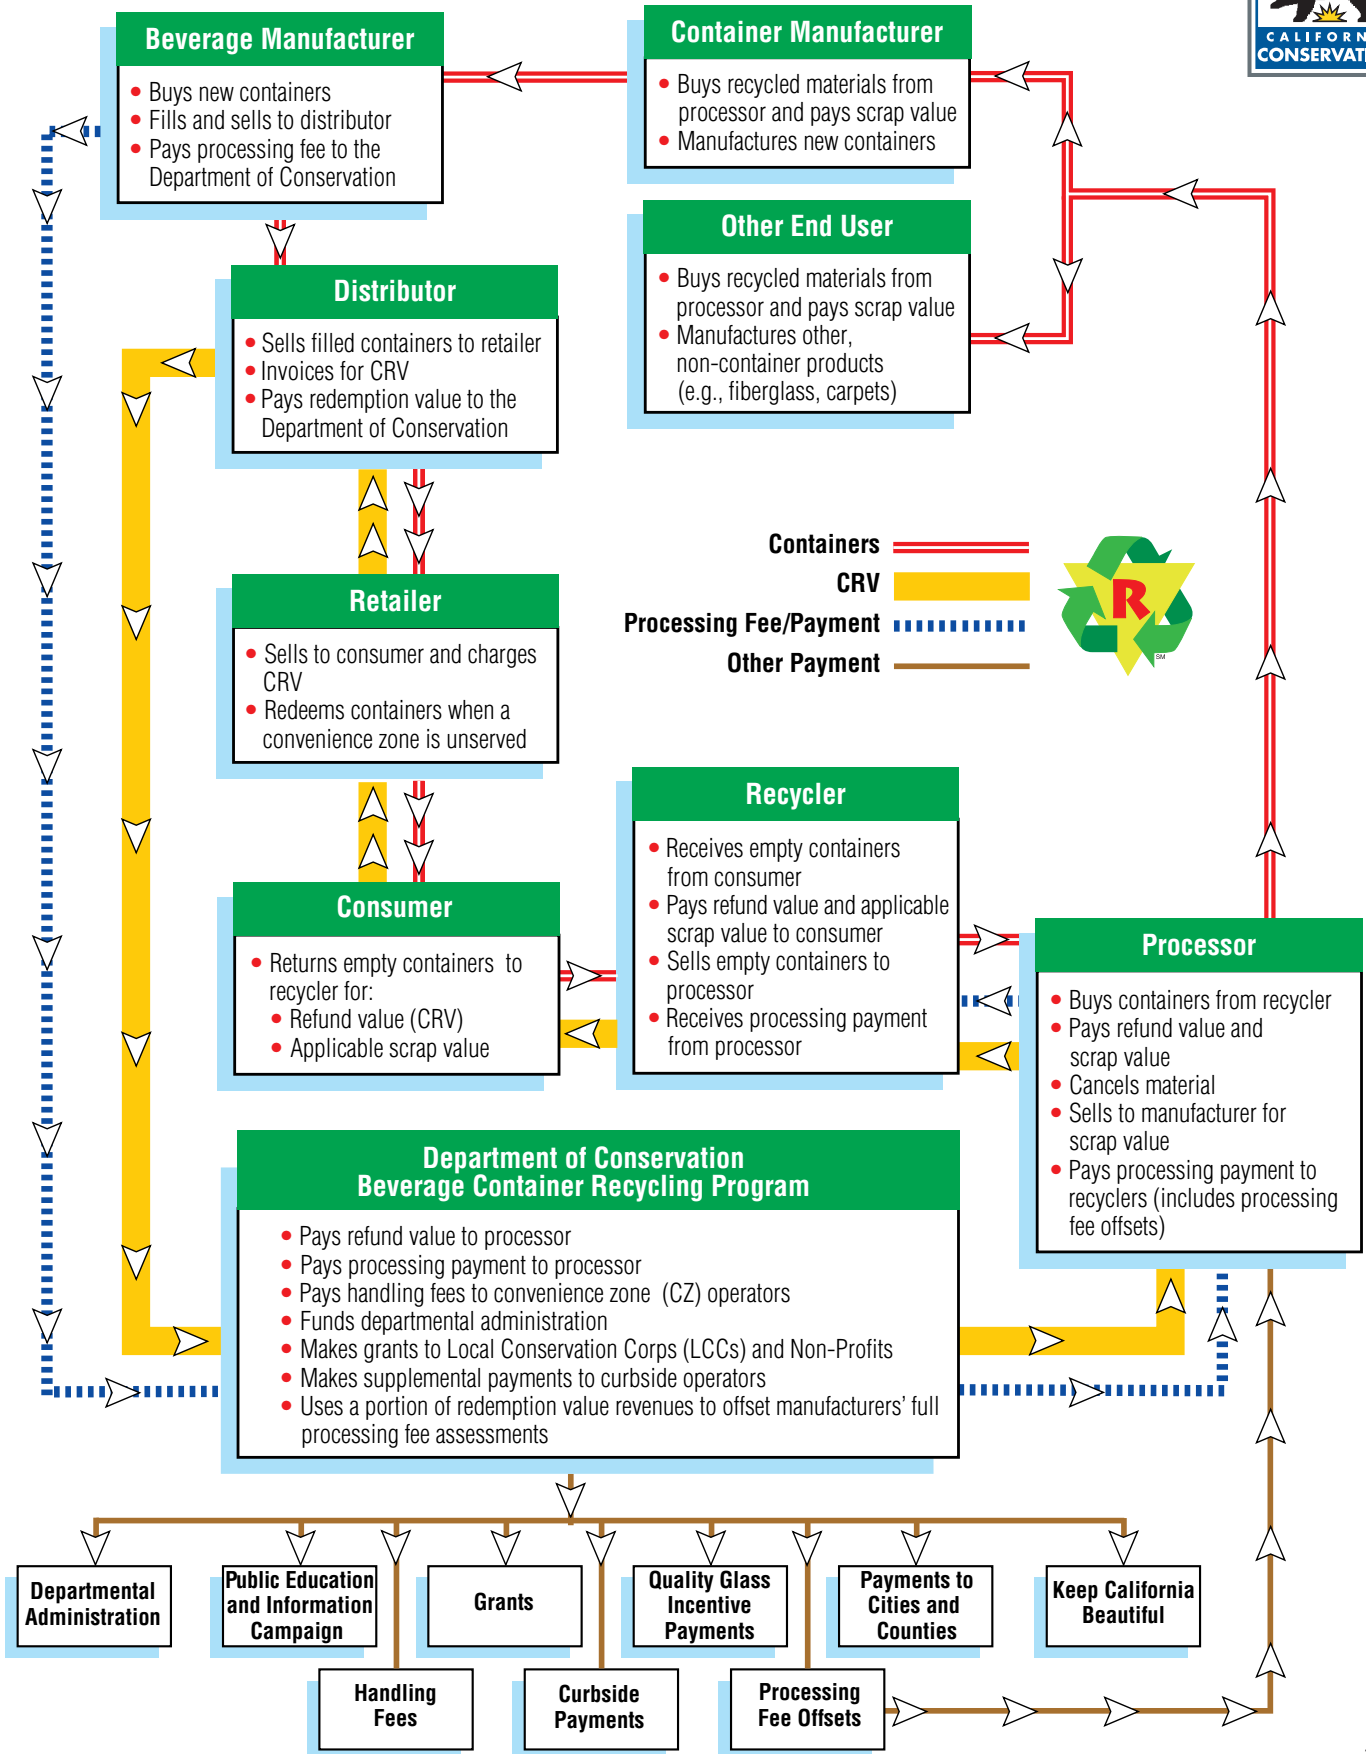 CALIFORN
CONSERVAT
Beverage Manufacturer
• Buys new containers
• Fills and sells to distributor
• Pays processing fee to the
Department of Conservation
Container Manufacturer
• Buys recycled materials from
processor and pays scrap value
• Manufactures new containers
Other End User
• Buys recycled materials from
processor and pays scrap value
• Manufactures other,
non-container products
(e.g., fiberglass, carpets)
Distributor
• Sells filled containers to retailer
• Invoices for CRV
• Pays redemption value to the
Department of Conservation
Containers
CRV
Processing Fee/Payment
Other Payment
R
SM
Retailer
• Sells to consumer and charges
CRV
• Redeems containers when a
convenience zone is unserved
Recycler
• Receives empty containers
from consumer
• Pays refund value and applicable
scrap value to consumer
• Sells empty containers to
processor
• Receives processing payment
from processor
Consumer
• Returns empty containers to
recycler for:
• Refund value (CRV)
• Applicable scrap value
Processor
• Buys containers from recycler
• Pays refund value and
scrap value
• Cancels material
• Sells to manufacturer for
scrap value
• Pays processing payment to
recyclers (includes processing
fee offsets)
Department of Conservation
Beverage Container Recycling Program
• Pays refund value to processor
• Pays processing payment to processor
• Pays handling fees to convenience zone (CZ) operators
• Funds departmental administration
• Makes grants to Local Conservation Corps (LCCs) and Non-Profits
• Makes supplemental payments to curbside operators
• Uses a portion of redemption value revenues to offset manufacturers' full
processing fee assessments
Departmental
Administration
Public Education
and Information
Campaign
Grants
Quality Glass
Incentive
Payments
Payments to
Cities and
Counties
Keep California
Beautiful
Handling
Fees
Curbside
Payments
Processing
Fee Offsets